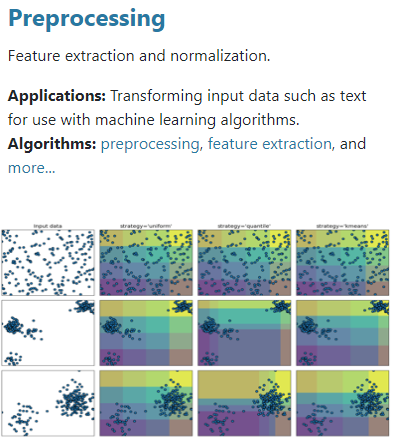 Preprocessing
Feature extraction and normalization.
Applications: Transforming input data such as text
for use with machine learning algorithms.
Algorithms: preprocessing, feature extraction, and
more...
Input data strategy='uniform' strategy='quantile' strategy='kmeans'